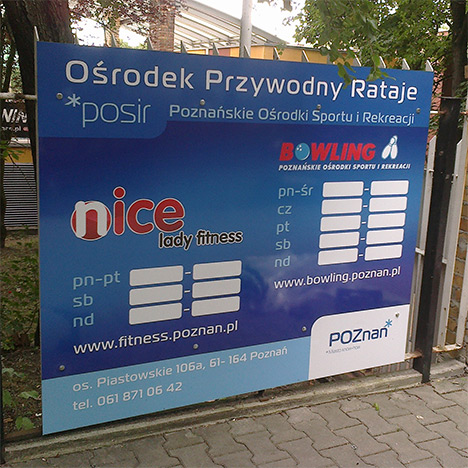 Ośrodek Przywodny Rataje
*posir Poznańskie Ośrodki Sportu i Rekreacji
BOWLING
POZNAŃSKIE OŚRODKI SPORTU I REKREACJI
pn-śr -
cz -
pt -
sb -
nd -
www.bowling.poznan.pl
nice
lady fitness
pn-pt -
sb -
nd -
www.fitness.poznan.pl
POZnań*
os. Piastowskie 106a, 61- 164 Poznań
tel. 061 871 06 42